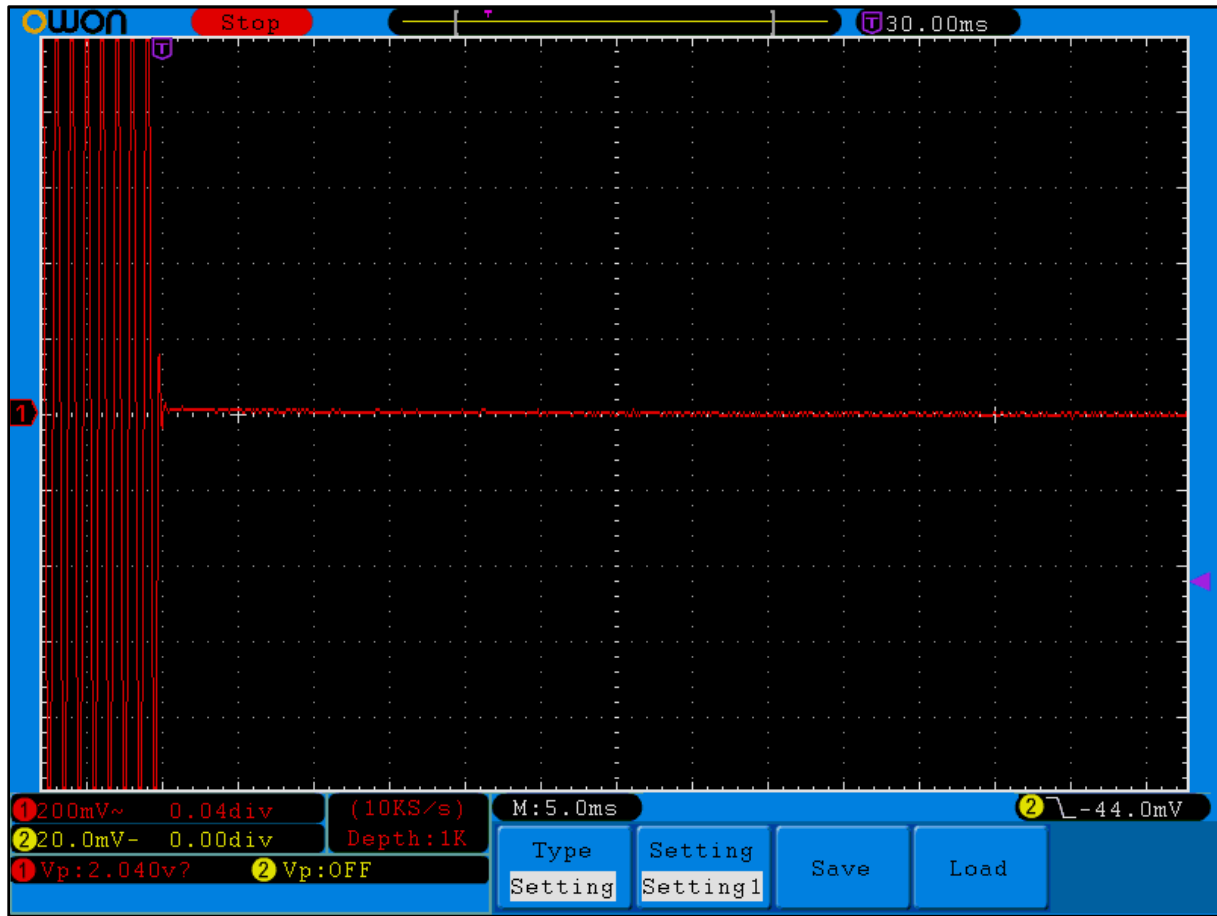 owon Stop T 30.00ms
T
1
1 200mV~ 0.04div (10KS/s) M:5.0ms 2 -44.0mV
2 20.0mV- 0.00div Depth:1K
1 Vp:2.040v? 2 Vp:OFF
Type Setting Save Load
Setting Setting1